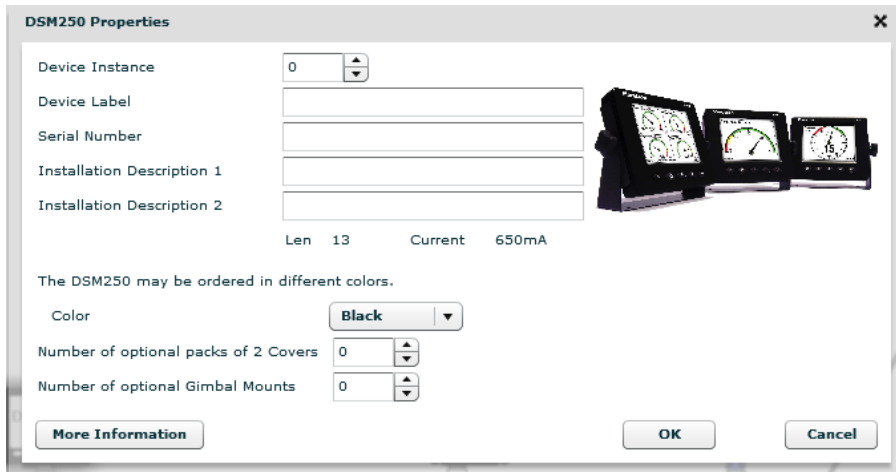 DSM250 Properties
Device Instance 0
Device Label
Serial Number
Installation Description 1
Installation Description 2
Len 13 Current 650mA
The DSM250 may be ordered in different colors.
Color Black
Number of optional packs of 2 Covers 0
Number of optional Gimbal Mounts 0
More Information OK Cancel